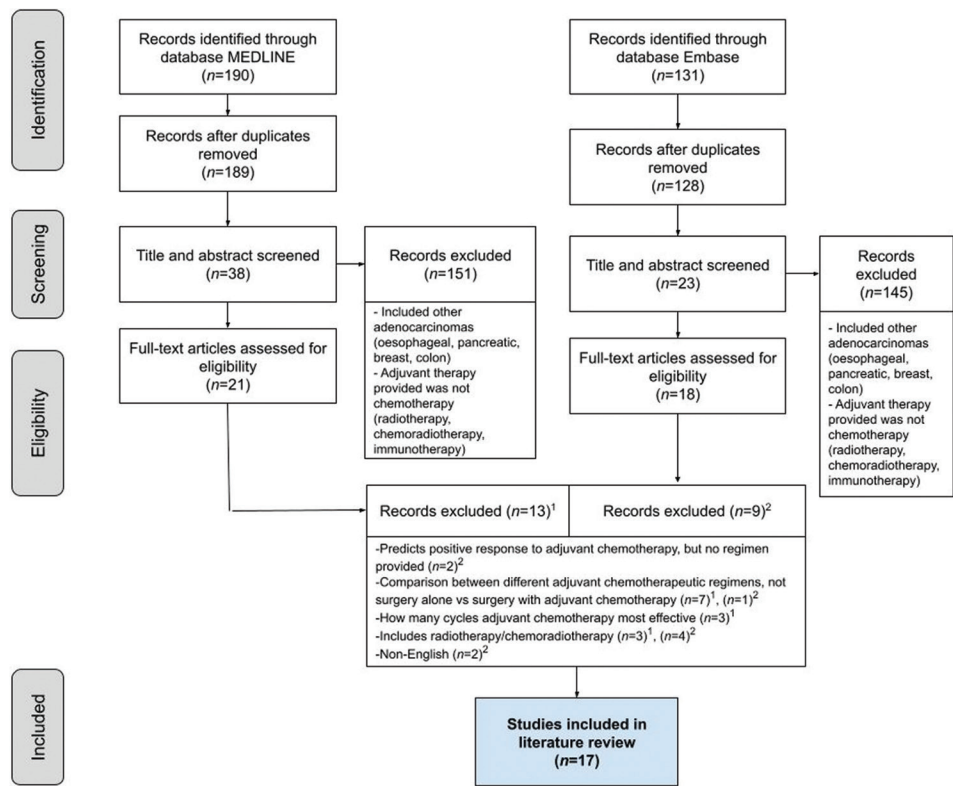 Identification
Records identified through
database MEDLINE
(n=190)
Records identified through
database Embase
(n=131)
Records after duplicates
removed
(n=189)
Records after duplicates
removed
(n=128)
Screening
Title and abstract screened
(n=38)
Records excluded
(n=151)
- Included other
adenocarcinomas
(oesophageal, pancreatic,
breast, colon)
- Adjuvant therapy
provided was not
chemotherapy
(radiotherapy,
chemoradiotherapy,
immunotherapy)
Title and abstract screened
(n=23)
Records
excluded
(n=145)
- Included other
adenocarcinomas
(oesophageal,
pancreatic, breast,
colon)
- Adjuvant therapy
provided was not
chemotherapy
(radiotherapy,
chemoradiotherapy,
immunotherapy)
Eligibility
Full-text articles assessed for
eligibility
(n=21)
Full-text articles assessed for
eligibility
(n=18)
Records excluded (n=13)¹
Records excluded (n=9)²
-Predicts positive response to adjuvant chemotherapy, but no regimen
provided (n=2)²
-Comparison between different adjuvant chemotherapeutic regimens, not
surgery alone vs surgery with adjuvant chemotherapy (n=7)¹, (n=1)²
-How many cycles adjuvant chemotherapy most effective (n=3)¹
-Includes radiotherapy/chemoradiotherapy (n=3)¹, (n=4)²
-Non-English (n=2)²
Included
Studies included in
literature review
(n=17)